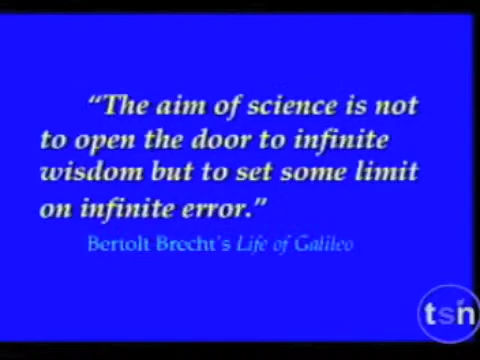 “The aim of science is not
to open the door to infinite
wisdom but to set some limit
on infinite error.”
Bertolt Brecht's Life of Galileo
tsn